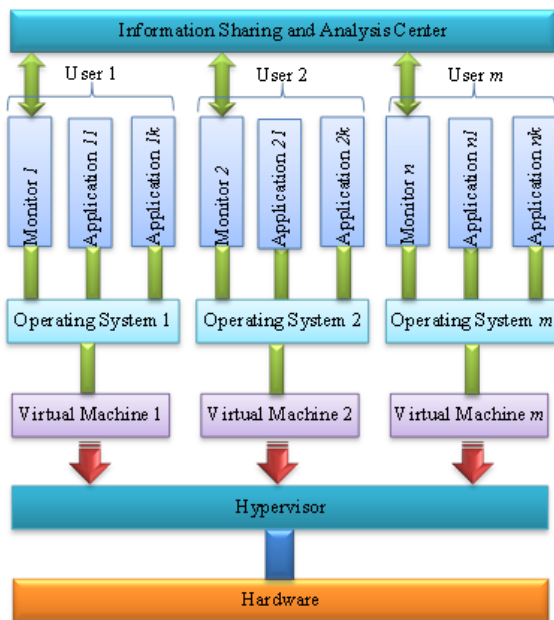 Information Sharing and Analysis Center
User 1
User 2
User m
Monitor 1
Application 11
Application 1k
Monitor 2
Application 21
Application 2k
Monitor n
Application n1
Application nk
Operating System 1
Operating System 2
Operating System m
Virtual Machine 1
Virtual Machine 2
Virtual Machine m
Hypervisor
Hardware